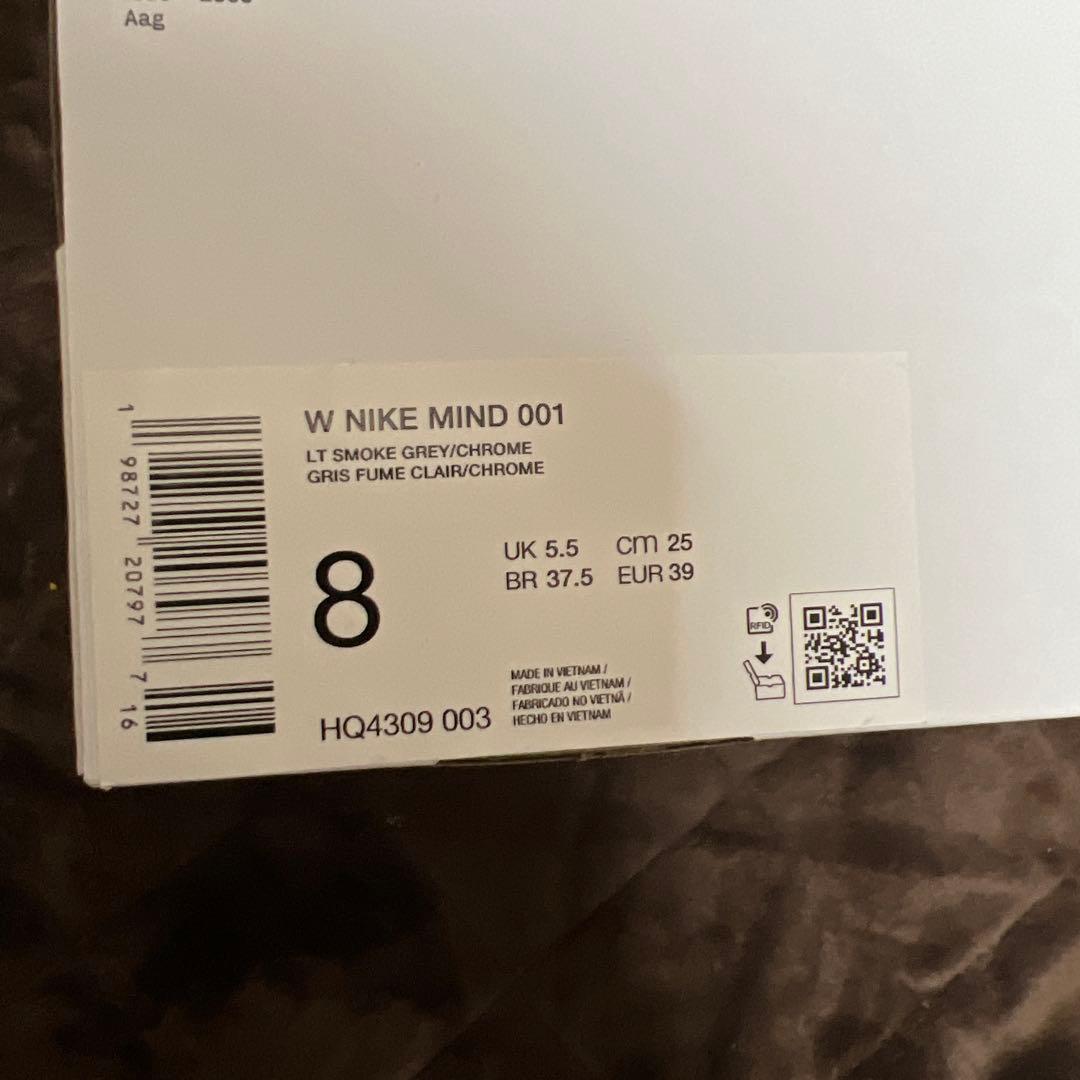 Aag
W NIKE MIND 001
LT SMOKE GREY/CHROME
GRIS FUME CLAIR/CHROME
8
UK 5.5 cm 25
BR 37.5 EUR 39
MADE IN VIETNAM /
FABRIQUE AU VIETNAM /
FABRICADO NO VIETNÃ /
HECHO EN VIETNAM
HQ4309 003
1 98727 20797 7 16
RFID